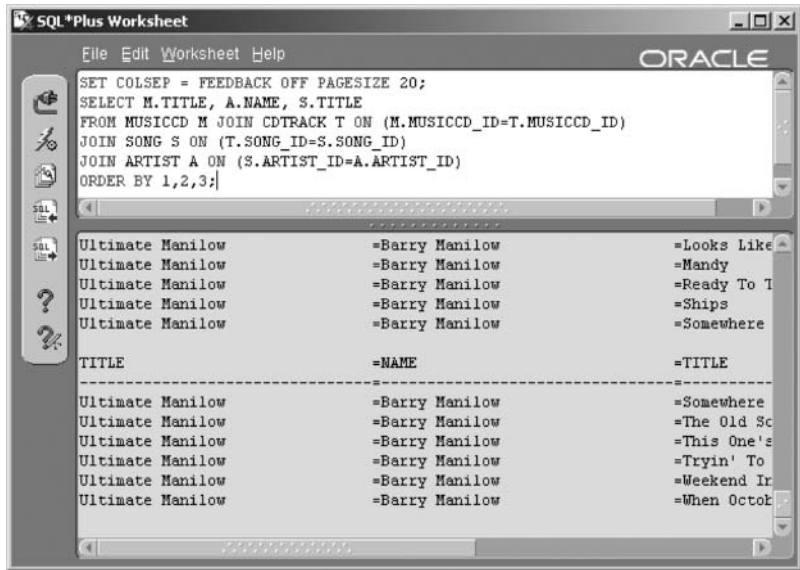 SQL*Plus Worksheet
File Edit Worksheet Help
ORACLE
SET COLSEP = FEEDBACK OFF PAGESIZE 20;
SELECT M.TITLE, A.NAME, S.TITLE
FROM MUSICCD M JOIN CDTRACK T ON (M.MUSICCD_ID=T.MUSICCD_ID)
JOIN SONG S ON (T.SONG_ID=S.SONG_ID)
JOIN ARTIST A ON (S.ARTIST_ID=A.ARTIST_ID)
ORDER BY 1,2,3;
SQL
SQL
Ultimate Manilow =Barry Manilow =Looks Like
Ultimate Manilow =Barry Manilow =Mandy
Ultimate Manilow =Barry Manilow =Ready To T
Ultimate Manilow =Barry Manilow =Ships
Ultimate Manilow =Barry Manilow =Somewhere
TITLE =NAME =TITLE
Ultimate Manilow =Barry Manilow =Somewhere
Ultimate Manilow =Barry Manilow =The Old Sc
Ultimate Manilow =Barry Manilow =This One's
Ultimate Manilow =Barry Manilow =Tryin' To
Ultimate Manilow =Barry Manilow =Weekend In
Ultimate Manilow =Barry Manilow =When Octob